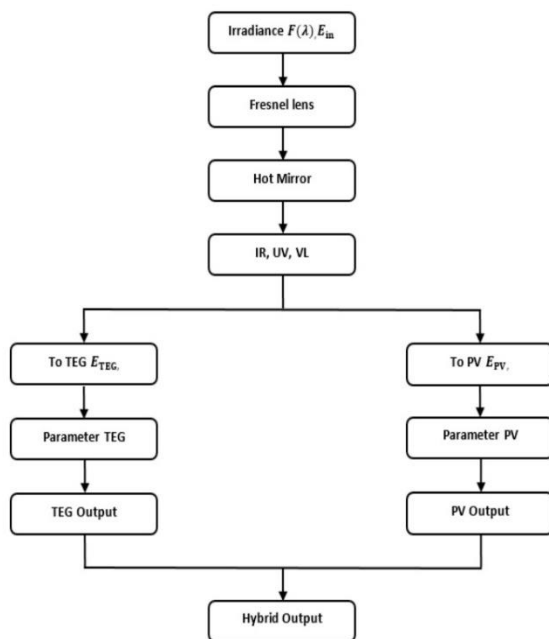 Irradiance F(λ), E_in
Fresnel lens
Hot Mirror
IR, UV, VL
To TEG E_TEG,
To PV E_PV,
Parameter TEG
Parameter PV
TEG Output
PV Output
Hybrid Output